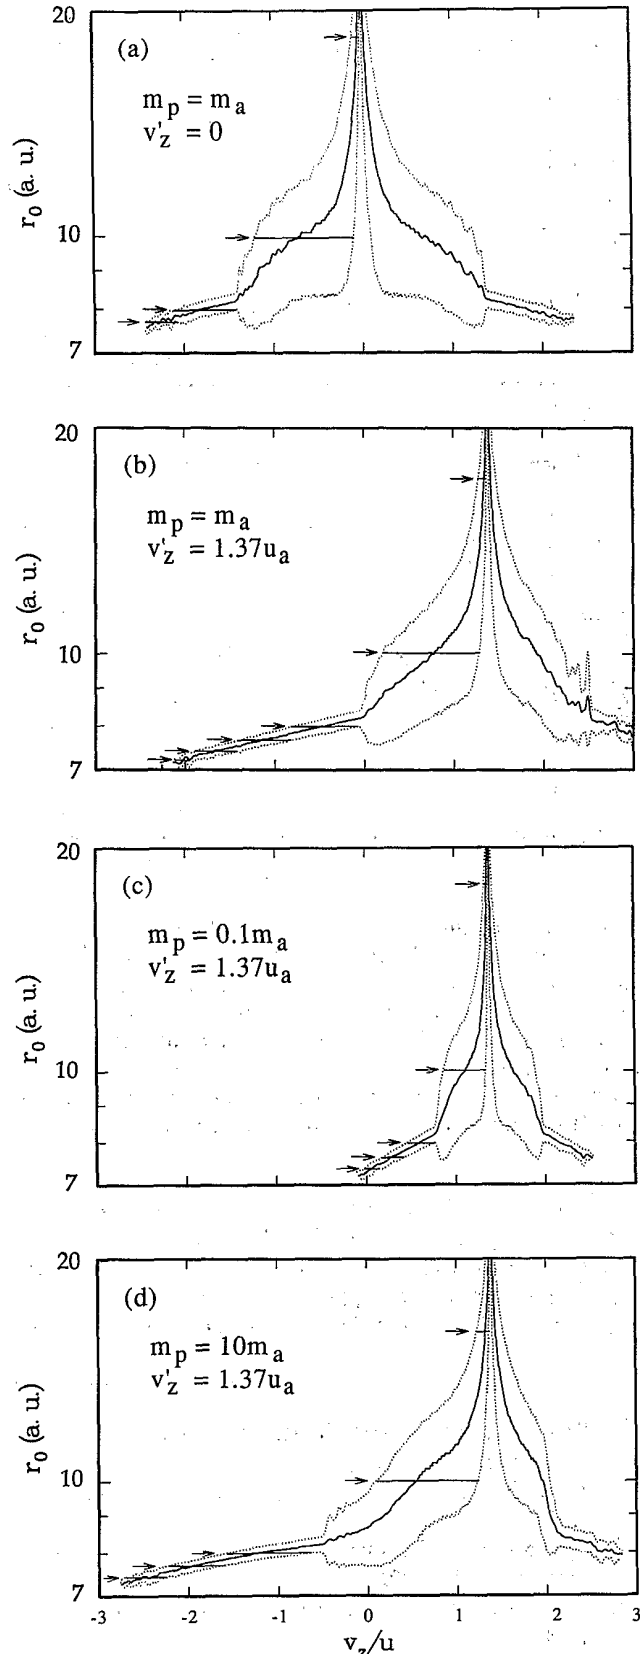 20
(a)
m_p = m_a
v'_z = 0
r_0 (a. u.)
10
7
20
(b)
m_p = m_a
v'_z = 1.37u_a
r_0 (a. u.)
10
7
20
(c)
m_p = 0.1m_a
v'_z = 1.37u_a
r_0 (a. u.)
10
7
20
(d)
m_p = 10m_a
v'_z = 1.37u_a
r_0 (a. u.)
10
7
-3 -2 -1 0 1 2 3
v_z/u